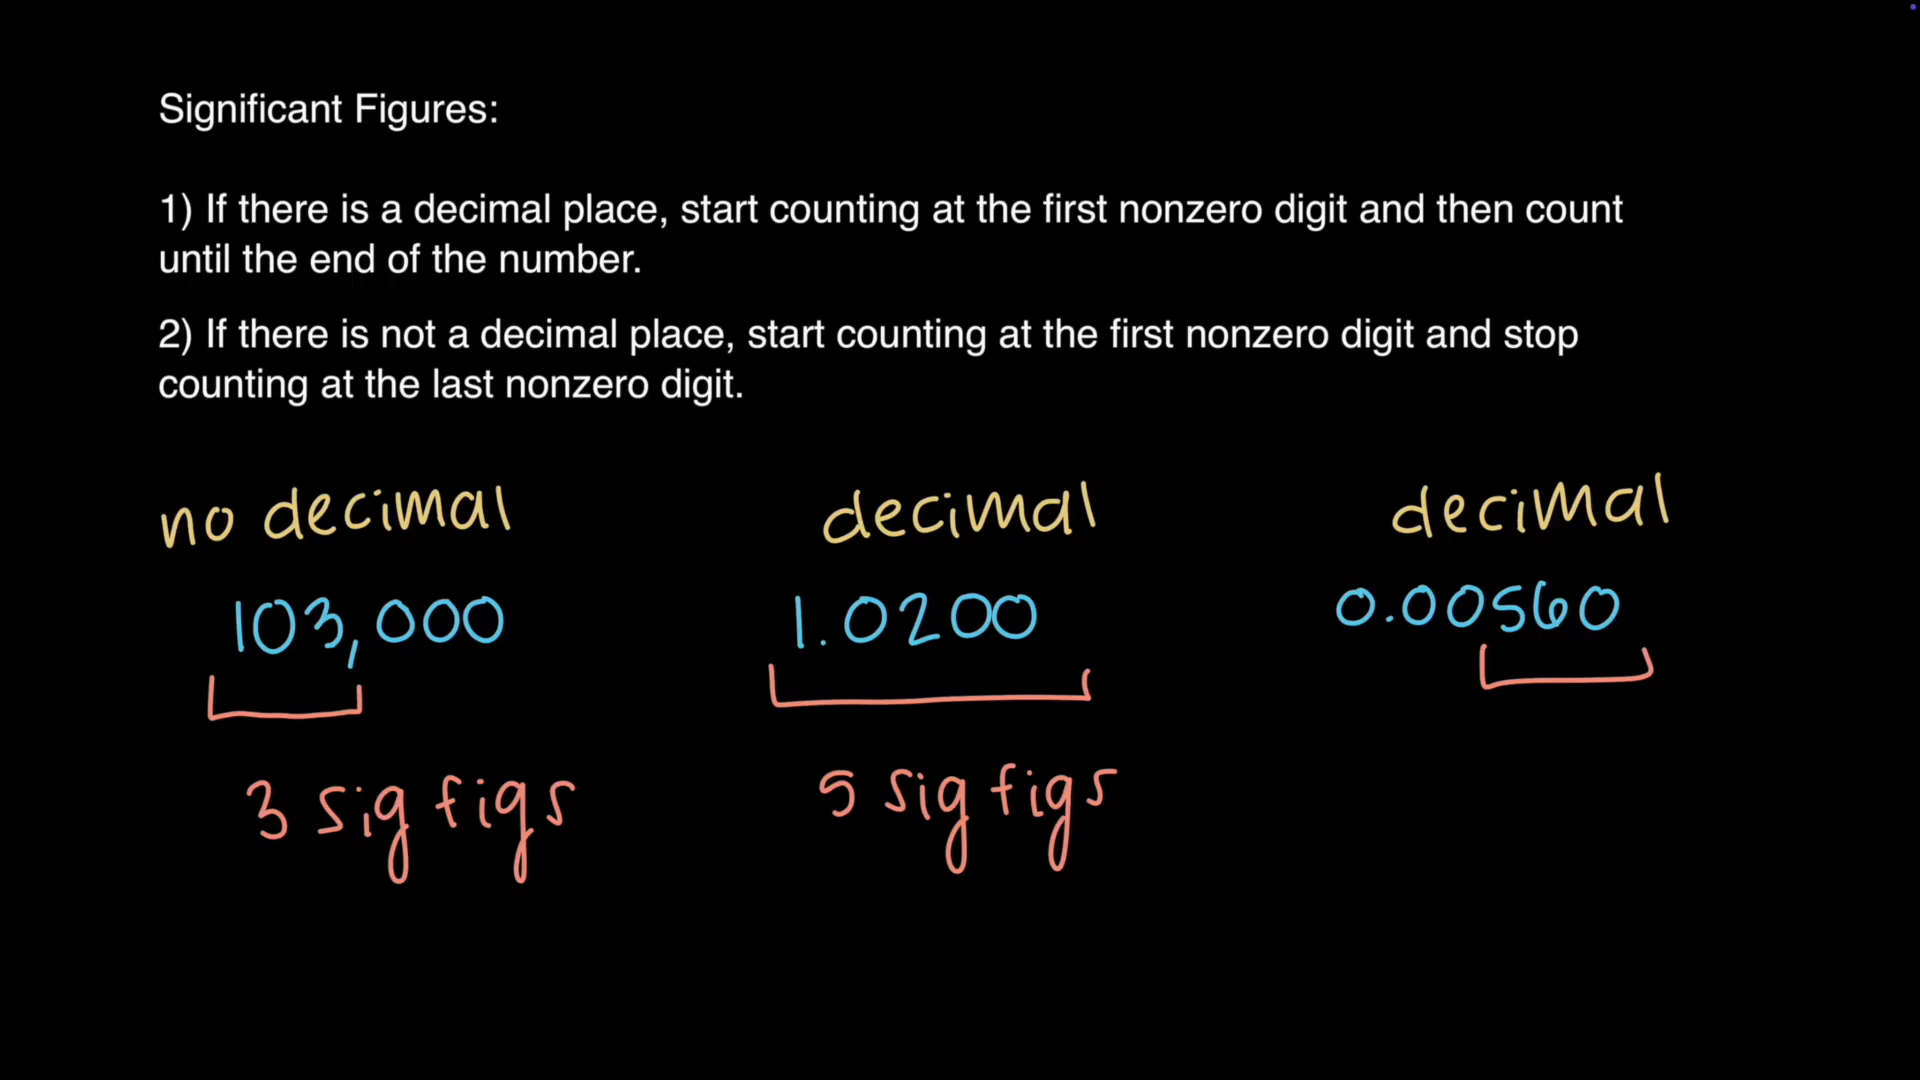 Significant Figures:
1) If there is a decimal place, start counting at the first nonzero digit and then count
until the end of the number.
2) If there is not a decimal place, start counting at the first nonzero digit and stop
counting at the last nonzero digit.
no decimal decimal decimal
103,000 1.0200 0.00560
3 sig figs 5 sig figs